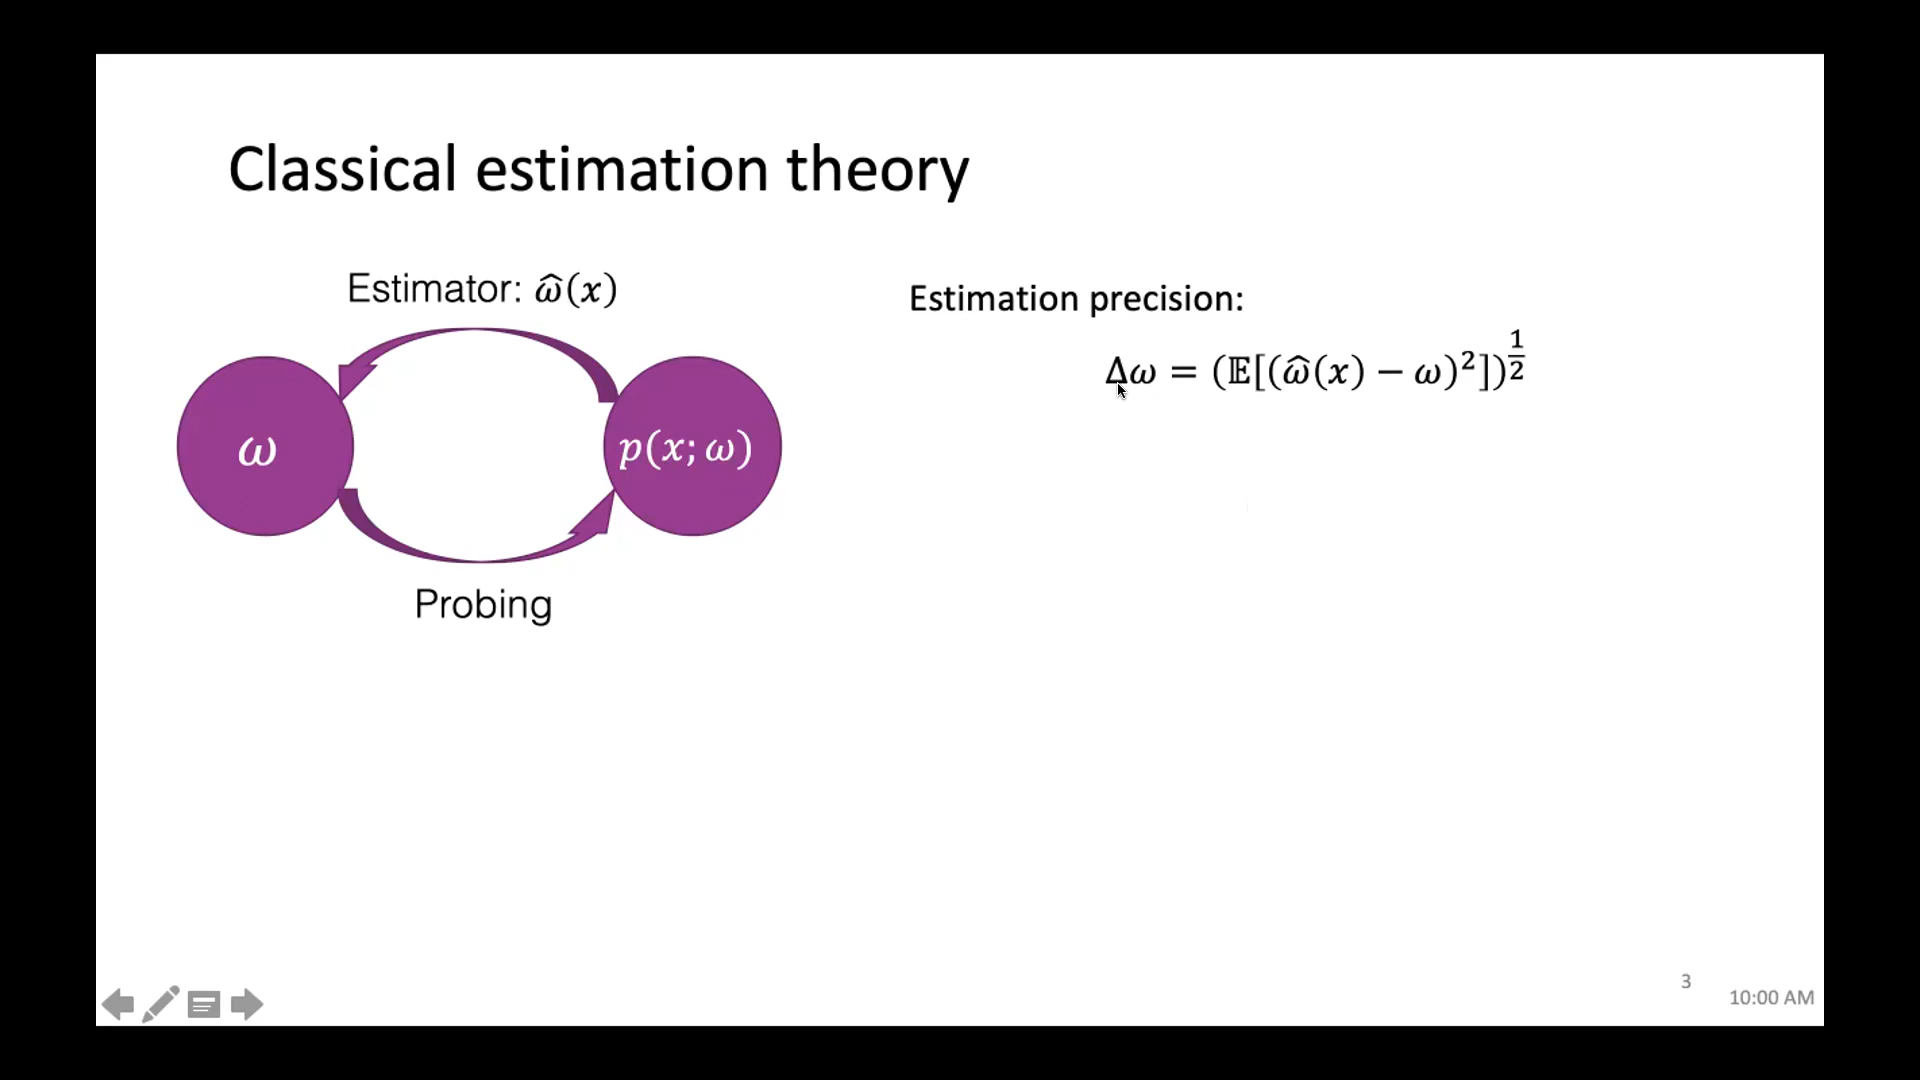 Classical estimation theory
Estimator: ω̂(x)
ω
p(x; ω)
Probing
Estimation precision:
Δω = (𝔼[(ω̂(x) − ω)²])^{1/2}
3
10:00 AM